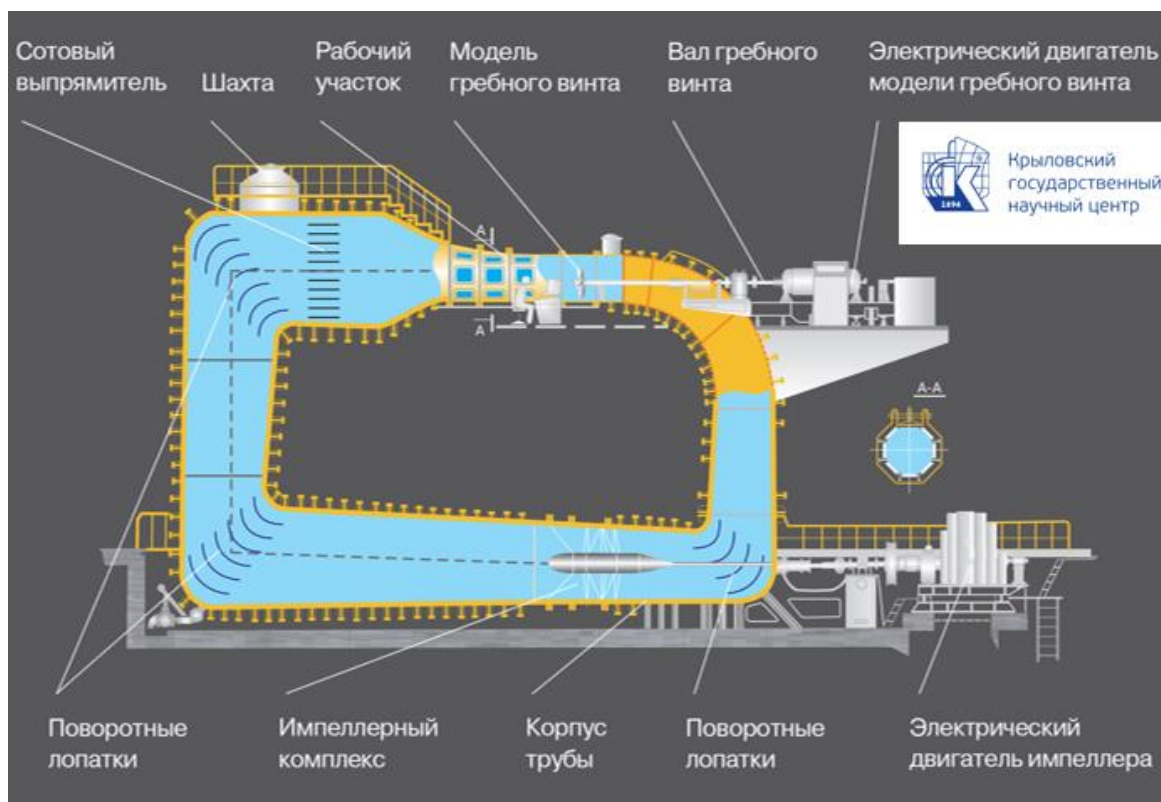 Сотовый
выпрямитель
Шахта
Рабочий
участок
Модель
гребного винта
Вал гребного
винта
Электрический двигатель
модели гребного винта
Крыловский
государственный
научный центр
1894
А
А
А-А
Поворотные
лопатки
Импеллерный
комплекс
Корпус
трубы
Поворотные
лопатки
Электрический
двигатель импеллера